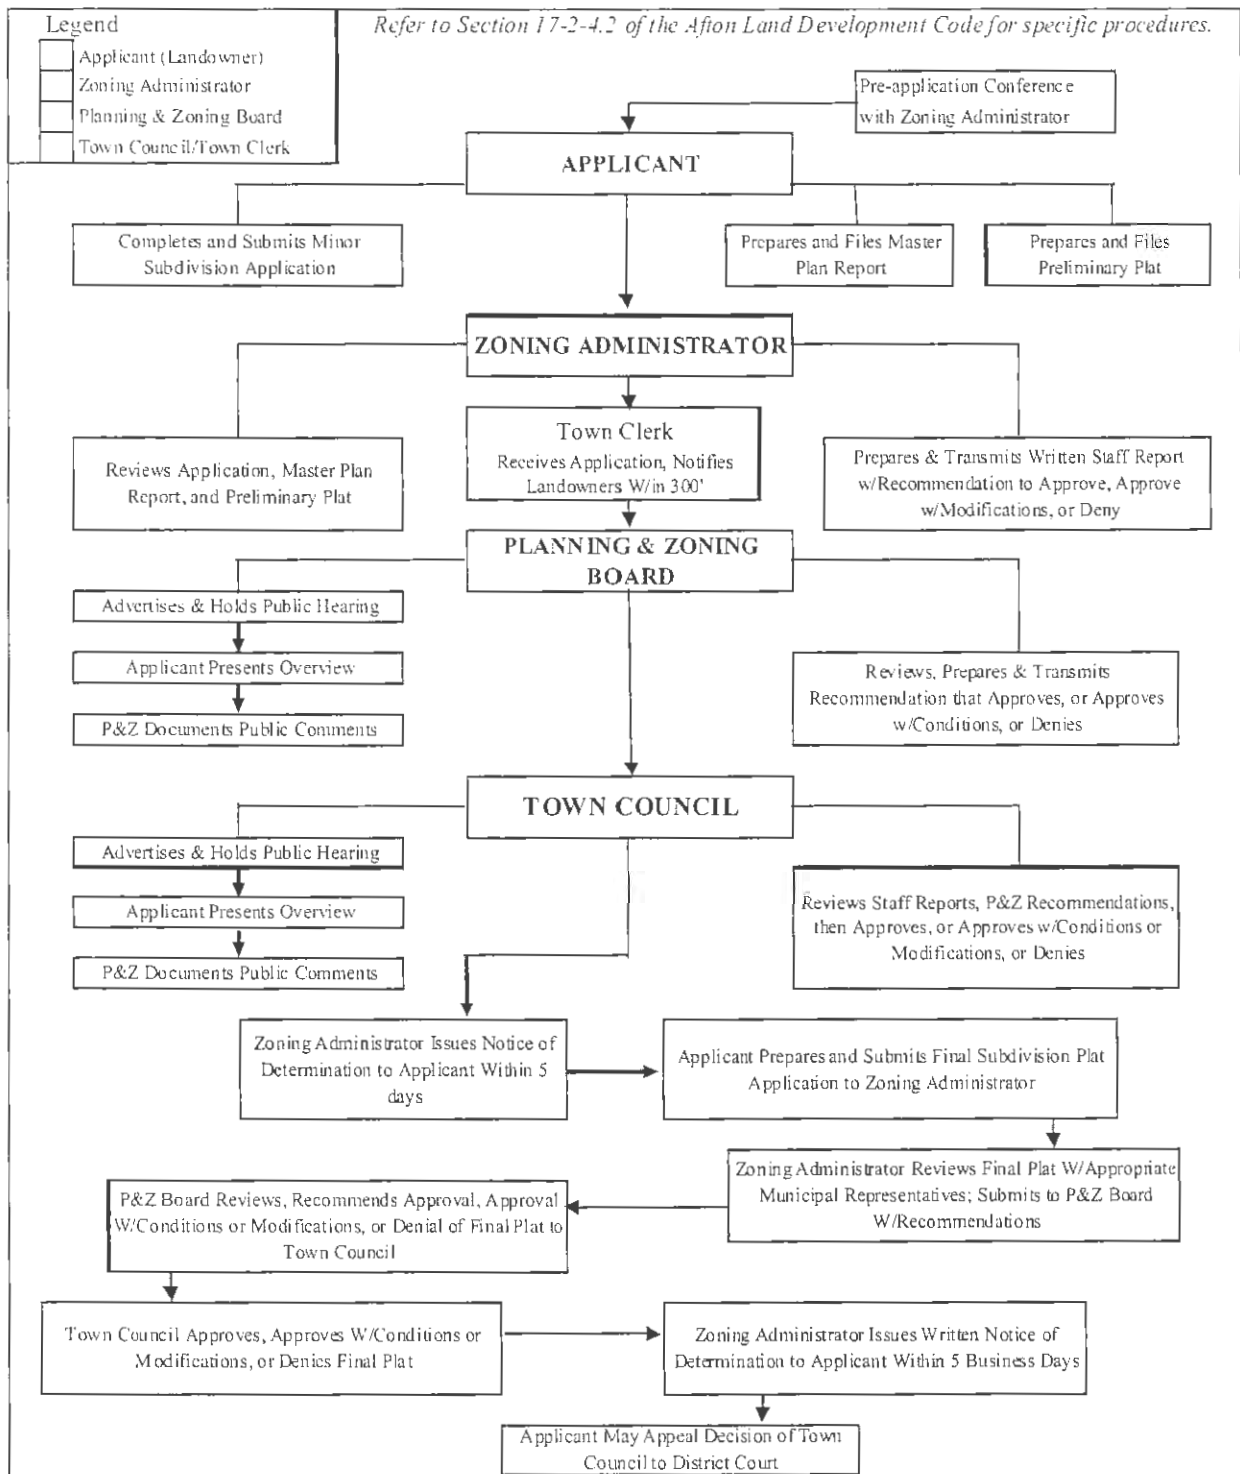 Legend
Applicant (Landowner)
Zoning Administrator
Planning & Zoning Board
Town Council/Town Clerk
Refer to Section 17-2-4.2 of the Afton Land Development Code for specific procedures.
Pre-application Conference
with Zoning Administrator
APPLICANT
Completes and Submits Minor
Subdivision Application
Prepares and Files Master
Plan Report
Prepares and Files
Preliminary Plat
ZONING ADMINISTRATOR
Town Clerk
Receives Application, Notifies
Landowners W/in 300'
Reviews Application, Master Plan
Report, and Preliminary Plat
Prepares & Transmits Written Staff Report
w/Recommendation to Approve, Approve
w/Modifications, or Deny
PLANNING & ZONING
BOARD
Advertises & Holds Public Hearing
Applicant Presents Overview
P&Z Documents Public Comments
Reviews, Prepares & Transmits
Recommendation that Approves, or Approves
w/Conditions, or Denies
TOWN COUNCIL
Advertises & Holds Public Hearing
Applicant Presents Overview
P&Z Documents Public Comments
Reviews Staff Reports, P&Z Recommendations,
then Approves, or Approves w/Conditions or
Modifications, or Denies
Zoning Administrator Issues Notice of
Determination to Applicant Within 5
days
Applicant Prepares and Submits Final Subdivision Plat
Application to Zoning Administrator
Zoning Administrator Reviews Final Plat W/Appropriate
Municipal Representatives; Submits to P&Z Board
W/Recommendations
P&Z Board Reviews, Recommends Approval, Approval
W/Conditions or Modifications, or Denial of Final Plat to
Town Council
Town Council Approves, Approves W/Conditions or
Modifications, or Denies Final Plat
Zoning Administrator Issues Written Notice of
Determination to Applicant Within 5 Business Days
Applicant May Appeal Decision of Town
Council to District Court